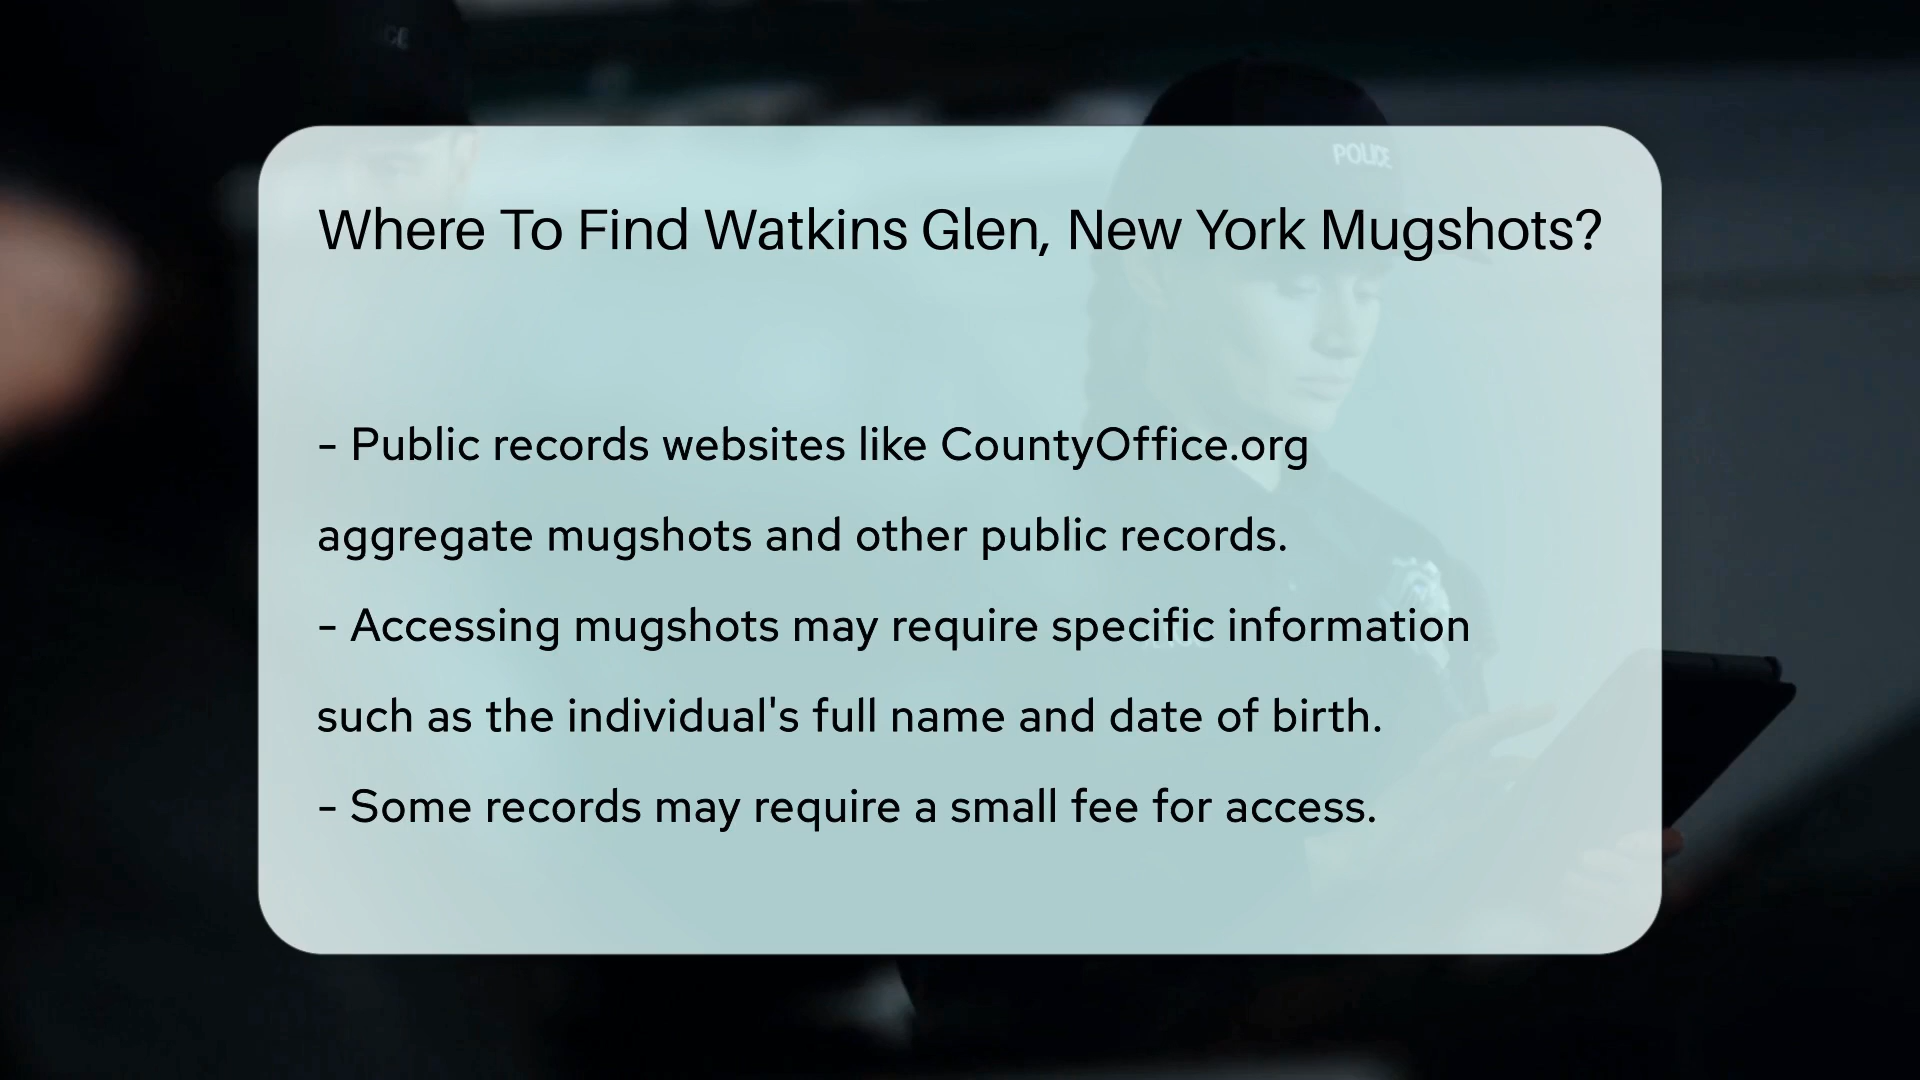 CE
POLICE
Where To Find Watkins Glen, New York Mugshots?
- Public records websites like CountyOffice.org
aggregate mugshots and other public records.
- Accessing mugshots may require specific information
such as the individual's full name and date of birth.
- Some records may require a small fee for access.